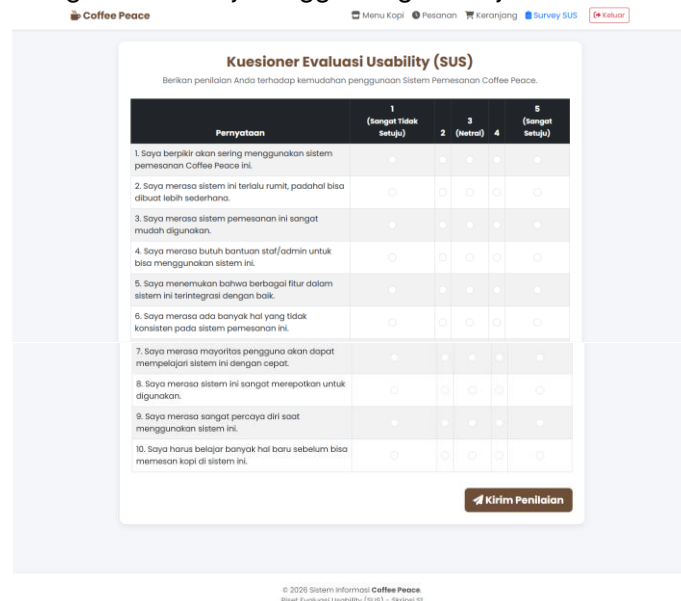 Coffee Peace
Menu Kopi Pesanan Keranjang Survey SUS Keluar
Kuesioner Evaluasi Usability (SUS)
Berikan penilaian Anda terhadap kemudahan penggunaan Sistem Pemesanan Coffee Peace.
Pernyataan
1
(Sangat Tidak
Setuju)
2
3
(Netral)
4
5
(Sangat
Setuju)
1. Saya berpikir akan sering menggunakan sistem
pemesanan Coffee Peace ini.
2. Saya merasa sistem ini terlalu rumit, padahal bisa
dibuat lebih sederhana.
3. Saya merasa sistem pemesanan ini sangat
mudah digunakan.
4. Saya merasa butuh bantuan staf/admin untuk
bisa menggunakan sistem ini.
5. Saya menemukan bahwa berbagai fitur dalam
sistem ini terintegrasi dengan baik.
6. Saya merasa ada banyak hal yang tidak
konsisten pada sistem pemesanan ini.
7. Saya merasa mayoritas pengguna akan dapat
mempelajari sistem ini dengan cepat.
8. Saya merasa sistem ini sangat merepotkan untuk
digunakan.
9. Saya merasa sangat percaya diri saat
menggunakan sistem ini.
10. Saya harus belajar banyak hal baru sebelum bisa
memesan kopi di sistem ini.
Kirim Penilaian
© 2026 Sistem Informasi Coffee Peace.
Riset Evaluasi Usability (SUS) - Skripsi S1